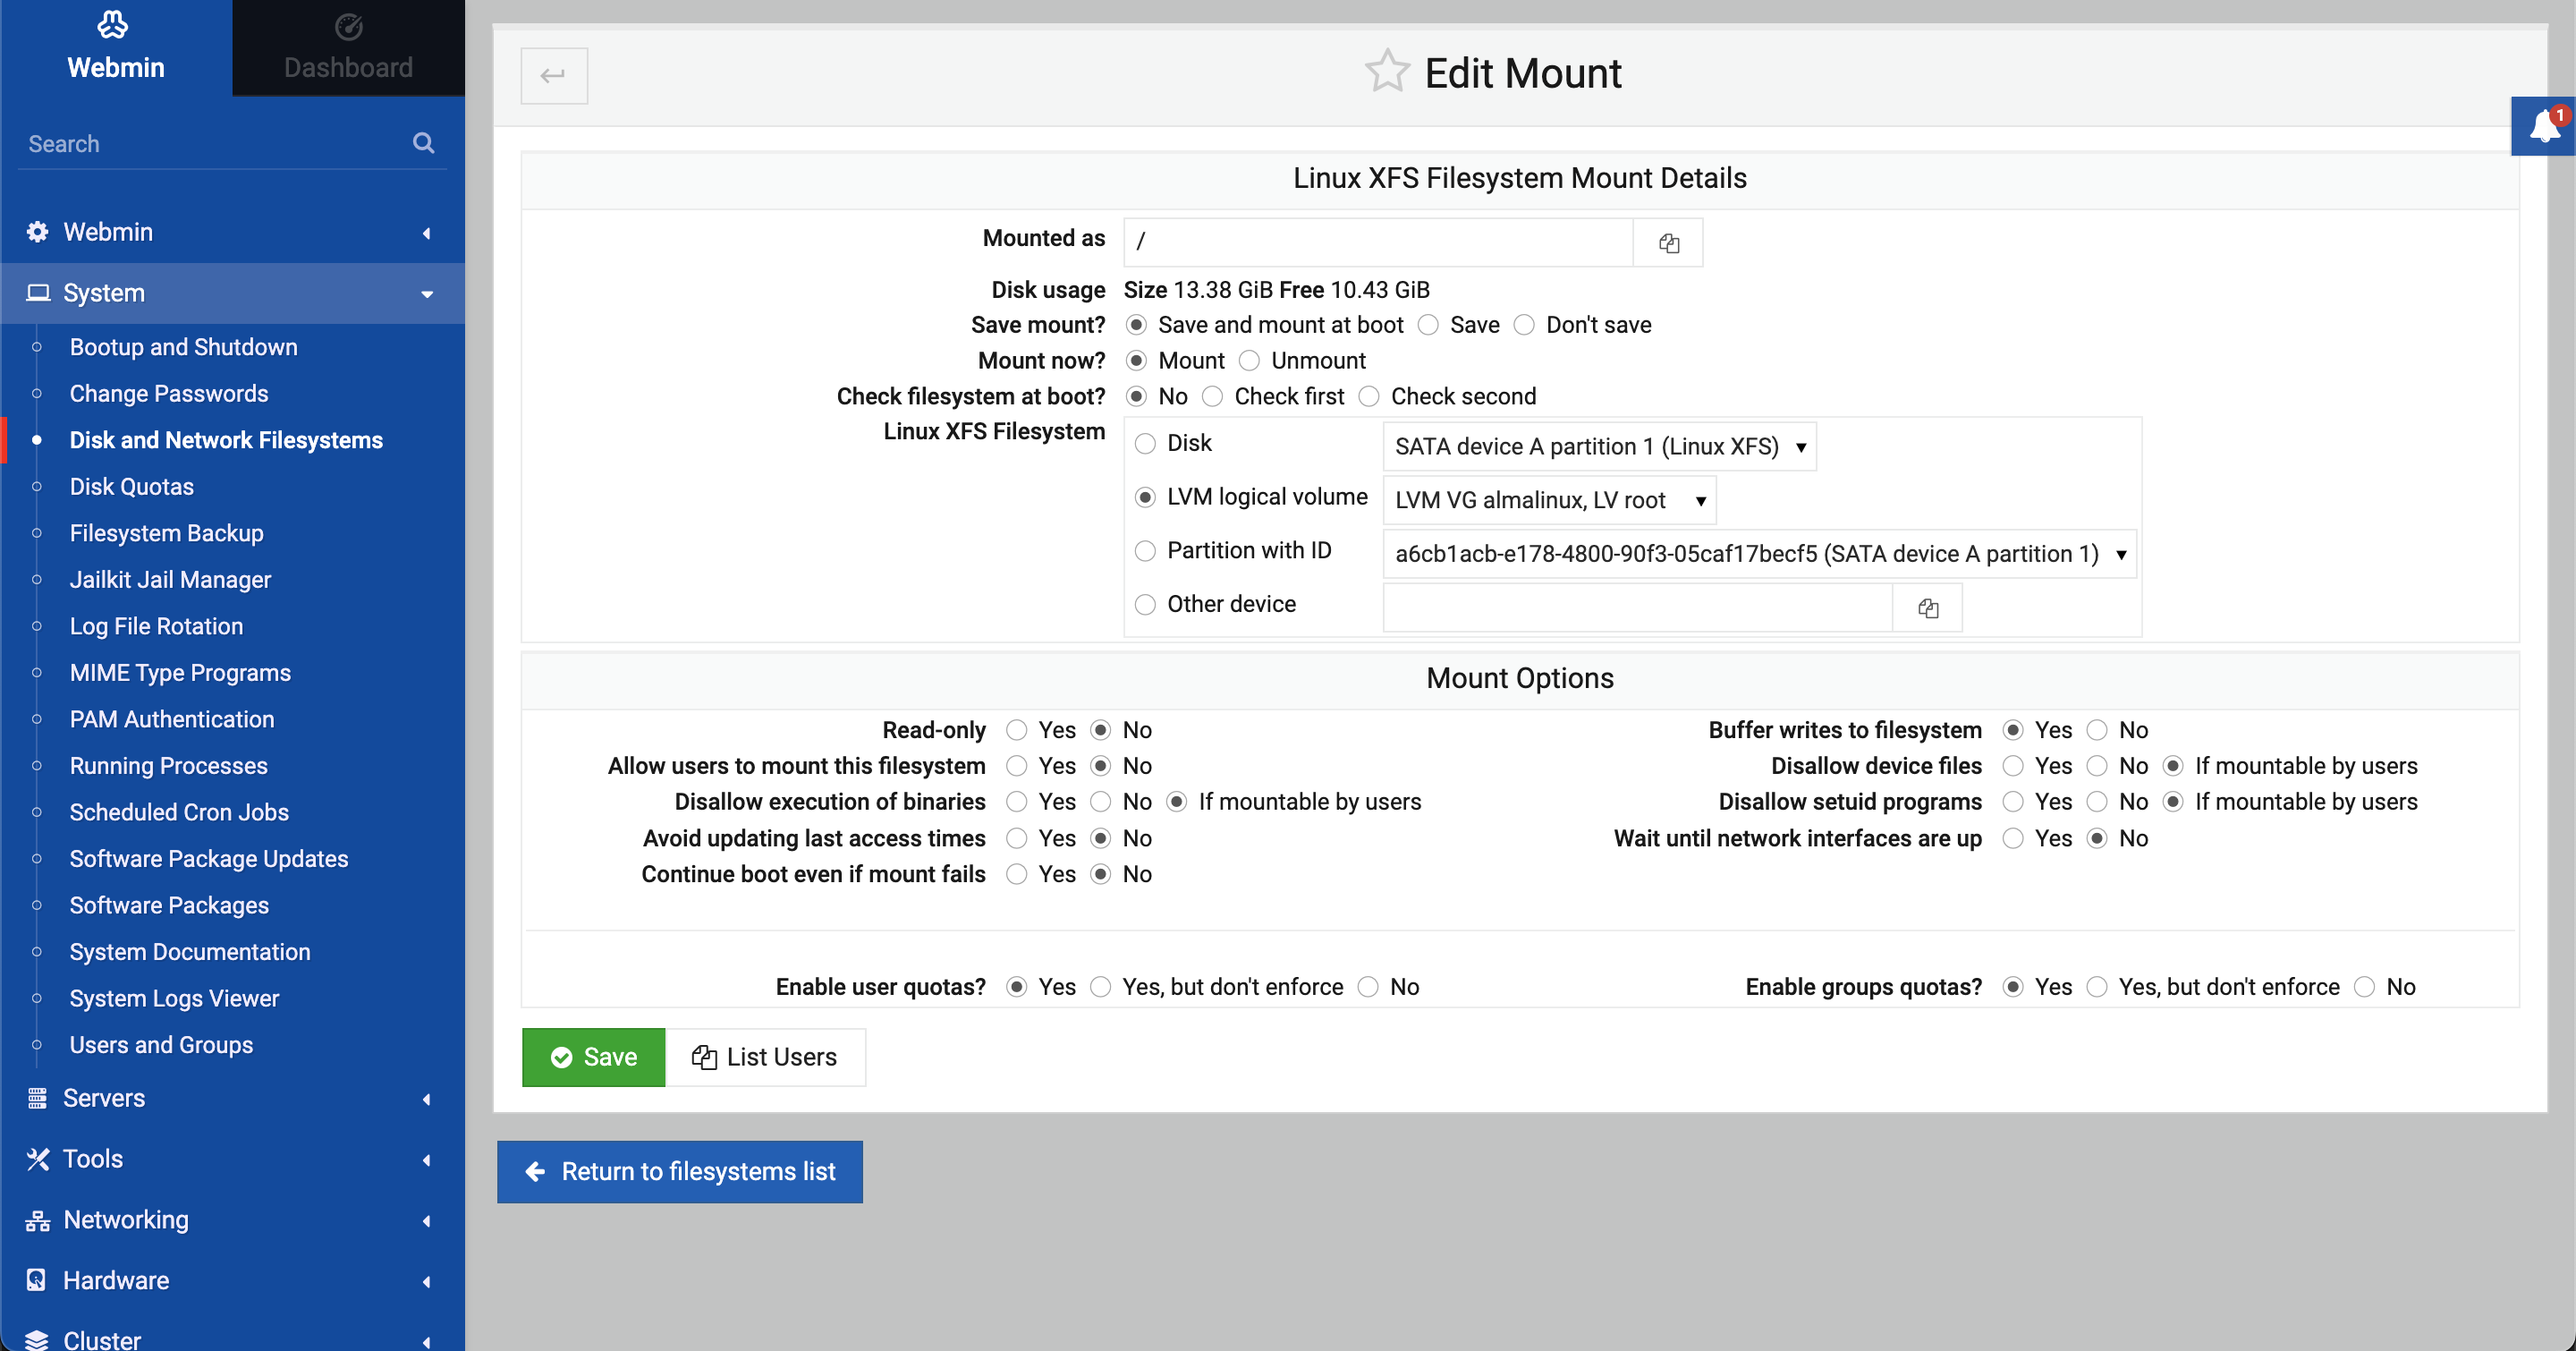 Webmin
Dashboard
Search
Webmin
System
Bootup and Shutdown
Change Passwords
Disk and Network Filesystems
Disk Quotas
Filesystem Backup
Jailkit Jail Manager
Log File Rotation
MIME Type Programs
PAM Authentication
Running Processes
Scheduled Cron Jobs
Software Package Updates
Software Packages
System Documentation
System Logs Viewer
Users and Groups
Servers
Tools
Networking
Hardware
Cluster
Edit Mount
1
Linux XFS Filesystem Mount Details
Mounted as /
Disk usage Size 13.38 GiB Free 10.43 GiB
Save mount? Save and mount at boot Save Don't save
Mount now? Mount Unmount
Check filesystem at boot? No Check first Check second
Linux XFS Filesystem
Disk SATA device A partition 1 (Linux XFS)
LVM logical volume LVM VG almalinux, LV root
Partition with ID a6cb1acb-e178-4800-90f3-05caf17becf5 (SATA device A partition 1)
Other device
Mount Options
Read-only Yes No Buffer writes to filesystem Yes No
Allow users to mount this filesystem Yes No Disallow device files Yes No If mountable by users
Disallow execution of binaries Yes No If mountable by users Disallow setuid programs Yes No If mountable by users
Avoid updating last access times Yes No Wait until network interfaces are up Yes No
Continue boot even if mount fails Yes No
Enable user quotas? Yes Yes, but don't enforce No Enable groups quotas? Yes Yes, but don't enforce No
Save List Users
Return to filesystems list